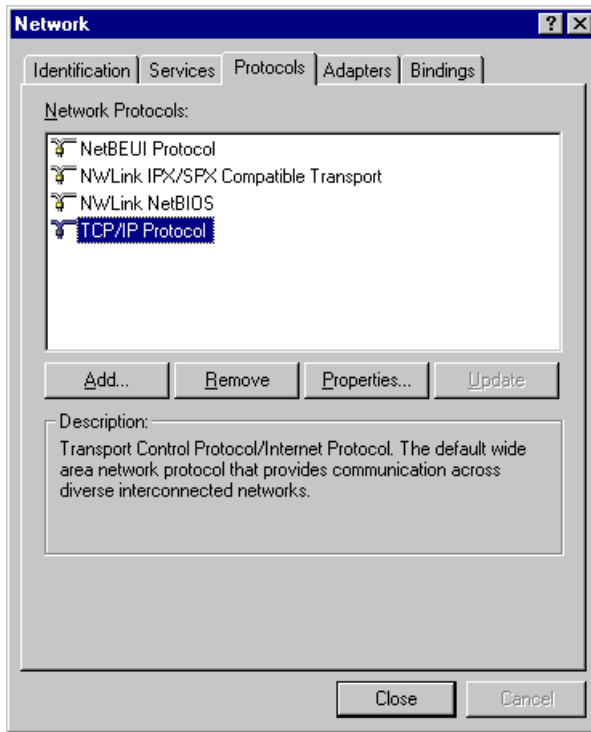 Network
Identification Services Protocols Adapters Bindings
Network Protocols:
NetBEUI Protocol
NWLink IPX/SPX Compatible Transport
NWLink NetBIOS
TCP/IP Protocol
Add... Remove Properties... Update
Description:
Transport Control Protocol/Internet Protocol. The default wide
area network protocol that provides communication across
diverse interconnected networks.
Close Cancel